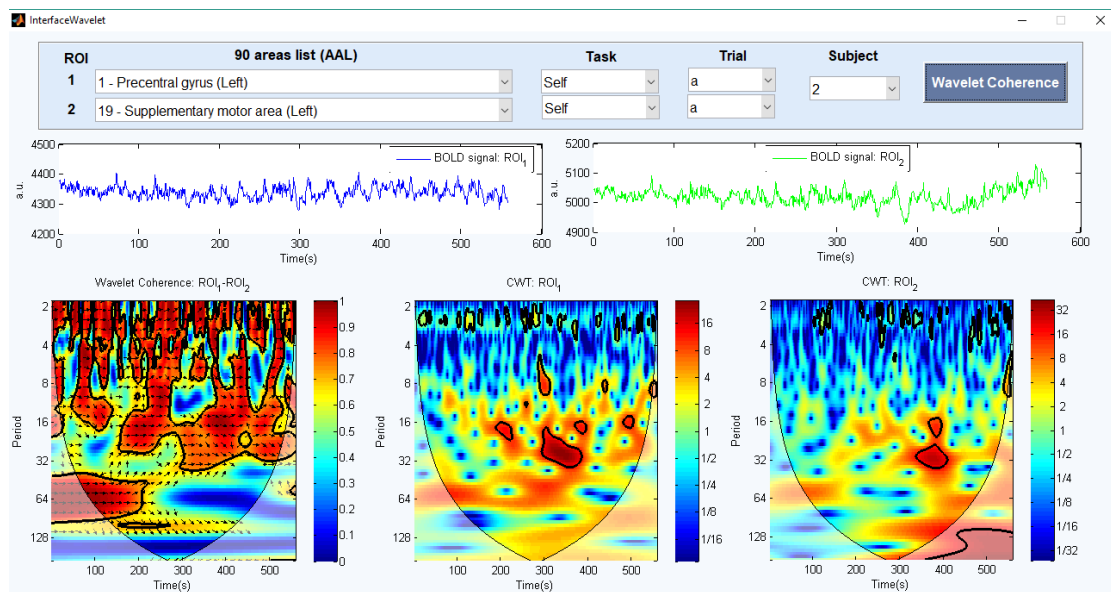 InterfaceWavelet
ROI 90 areas list (AAL) Task Trial Subject
1 1 - Precentral gyrus (Left) Self a 2 Wavelet Coherence
2 19 - Supplementary motor area (Left) Self a
4500
4400
4300
4200
a.u.
BOLD signal: ROI1
0 100 200 300 400 500 600
Time(s)
5200
5100
5000
4900
a.u.
BOLD signal: ROI2
0 100 200 300 400 500 600
Time(s)
Wavelet Coherence: ROI1-ROI2
2
4
8
16
32
64
128
Period
100 200 300 400 500
Time(s)
1
0.9
0.8
0.7
0.6
0.5
0.4
0.3
0.2
0.1
0
CWT: ROI1
2
4
8
16
32
64
128
Period
100 200 300 400 500
Time(s)
16
8
4
2
1
1/2
1/4
1/8
1/16
CWT: ROI2
2
4
8
16
32
64
128
Period
100 200 300 400 500
Time(s)
32
16
8
4
2
1
1/2
1/4
1/8
1/16
1/32